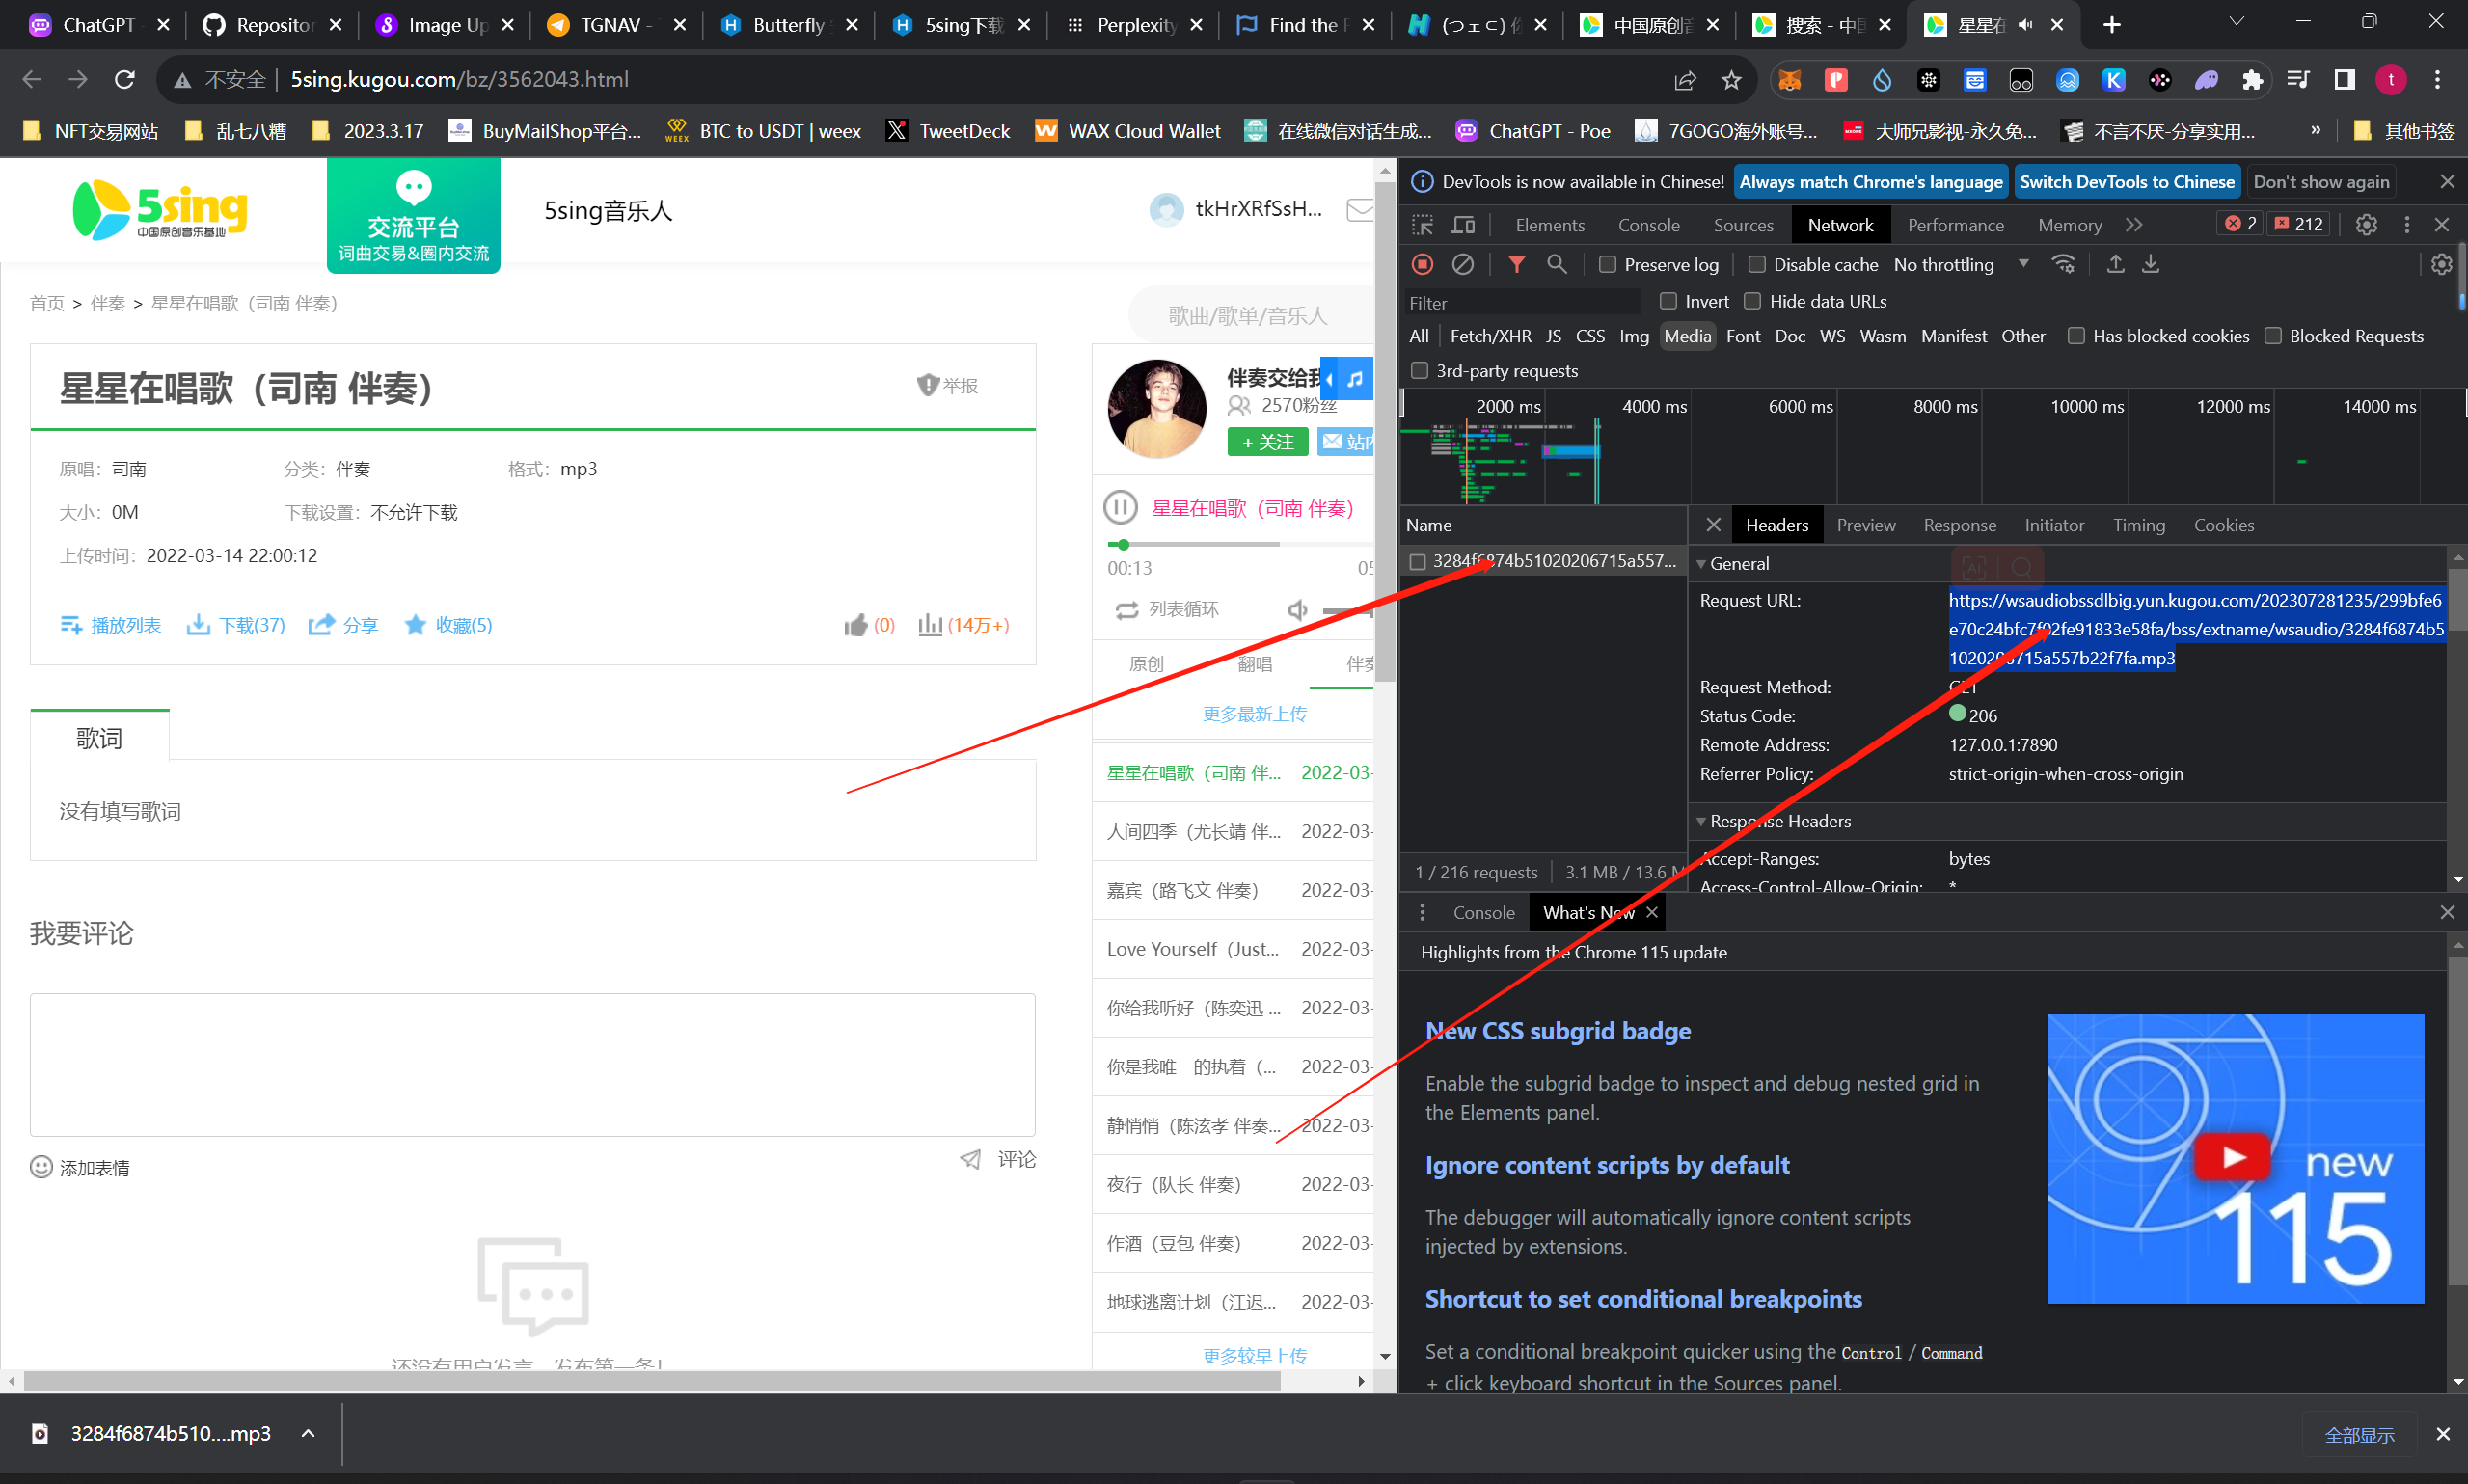 ChatGPT
Repositor
Image Up
TGNAV -
Butterfly
5sing下载
Perplexity
Find the F
(つェ⊂) 你
中国原创音
搜索 - 中国
星星在
不安全
5sing.kugou.com/bz/3562043.html
t
NFT交易网站
乱七八糟
2023.3.17
BuyMailShop平台...
WEEX
BTC to USDT | weex
TweetDeck
WAX Cloud Wallet
在线微信对话生成...
ChatGPT - Poe
7GOGO海外账号...
大师兄影视-永久免...
不言不厌-分享实用...
»
其他书签
5sing
中国原创音乐基地
交流平台
词曲交易&圈内交流
5sing音乐人
tkHrXRfSsH...
首页 > 伴奏 > 星星在唱歌（司南 伴奏）
歌曲/歌单/音乐人
星星在唱歌（司南 伴奏）
举报
原唱：司南
分类：伴奏
格式：mp3
大小：0M
下载设置：不允许下载
上传时间：2022-03-14 22:00:12
播放列表
下载(37)
分享
收藏(5)
(0)
(14万+)
歌词
没有填写歌词
我要评论
添加表情
评论
还没有用户发言，发布第一条！
伴奏交给我
2570粉丝
+ 关注
站内
星星在唱歌（司南 伴奏）
00:13
05
列表循环
原创
翻唱
伴奏
更多最新上传
星星在唱歌（司南 伴... 2022-03-
人间四季（尤长靖 伴... 2022-03-
嘉宾（路飞文 伴奏） 2022-03-
Love Yourself（Just... 2022-03-
你给我听好（陈奕迅 ... 2022-03-
你是我唯一的执着（... 2022-03-
静悄悄（陈泫孝 伴奏... 2022-03-
夜行（队长 伴奏） 2022-03-
作酒（豆包 伴奏） 2022-03-
地球逃离计划（江迟... 2022-03-
更多较早上传
DevTools is now available in Chinese!
Always match Chrome's language
Switch DevTools to Chinese
Don't show again
Elements
Console
Sources
Network
Performance
Memory
2
212
Preserve log
Disable cache
No throttling
Filter
Invert
Hide data URLs
All
Fetch/XHR
JS
CSS
Img
Media
Font
Doc
WS
Wasm
Manifest
Other
Has blocked cookies
Blocked Requests
3rd-party requests
2000 ms
4000 ms
6000 ms
8000 ms
10000 ms
12000 ms
14000 ms
Name
Headers
Preview
Response
Initiator
Timing
Cookies
3284f6874b51020206715a557...
General
Request URL:
https://wsaudiobssdlbig.yun.kugou.com/202307281235/299bfe6
e70c24bfc7f02fe91833e58fa/bss/extname/wsaudio/3284f6874b5
1020206715a557b22f7fa.mp3
Request Method:
GET
Status Code:
206
Remote Address:
127.0.0.1:7890
Referrer Policy:
strict-origin-when-cross-origin
Response Headers
Accept-Ranges:
bytes
Access-Control-Allow-Origin:
*
1 / 216 requests
3.1 MB / 13.6 M
Console
What's New
Highlights from the Chrome 115 update
New CSS subgrid badge
Enable the subgrid badge to inspect and debug nested grid in
the Elements panel.
Ignore content scripts by default
The debugger will automatically ignore content scripts
injected by extensions.
Shortcut to set conditional breakpoints
Set a conditional breakpoint quicker using the Control / Command
+ click keyboard shortcut in the Sources panel.
new
115
3284f6874b510....mp3
全部显示